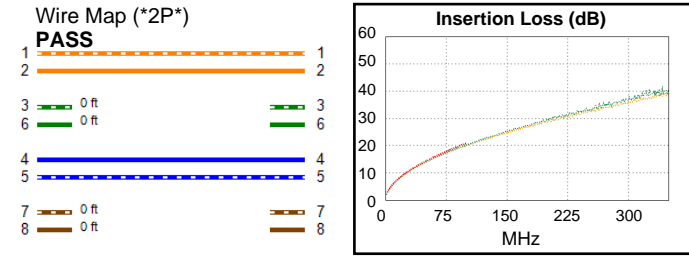 Wire Map (*2P*)
PASS
1 1
2 2
3 0 ft 3
6 0 ft 6
4 4
5 5
7 0 ft 7
8 0 ft 8
Insertion Loss (dB)
60
50
40
30
20
10
0
0 75 150 225 300
MHz